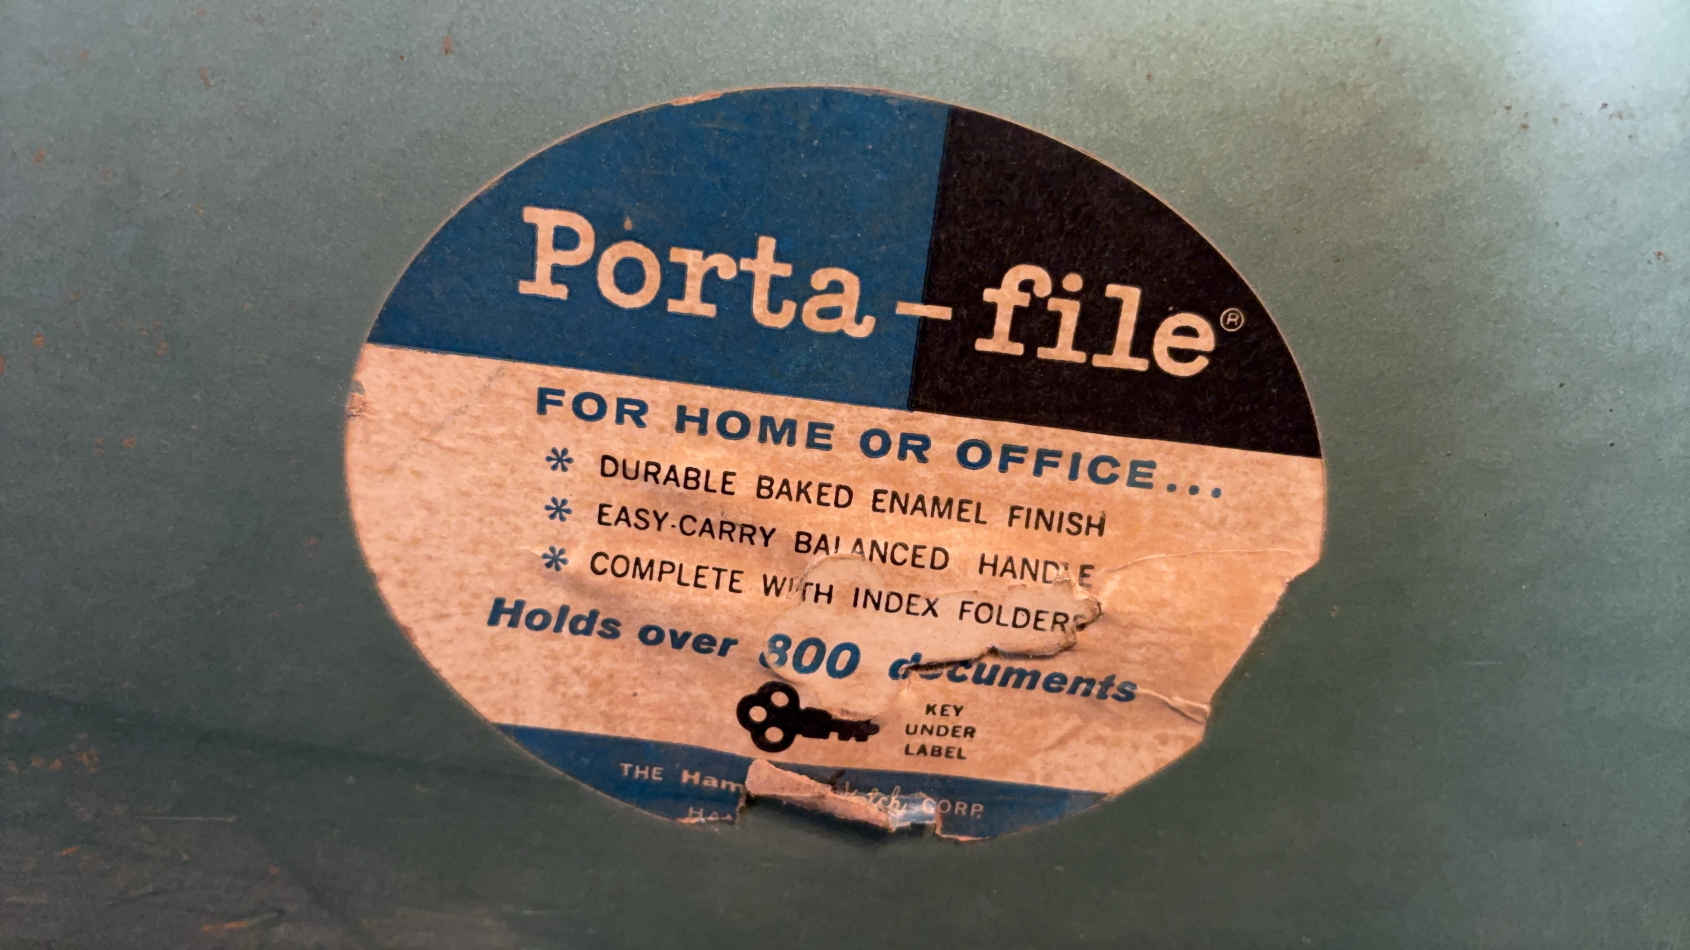 Porta-file®
FOR HOME OR OFFICE...
* DURABLE BAKED ENAMEL FINISH
* EASY-CARRY BALANCED HANDLE
* COMPLETE WITH INDEX FOLDERS
Holds over 800 documents
KEY
UNDER
LABEL
THE Ham CORP.